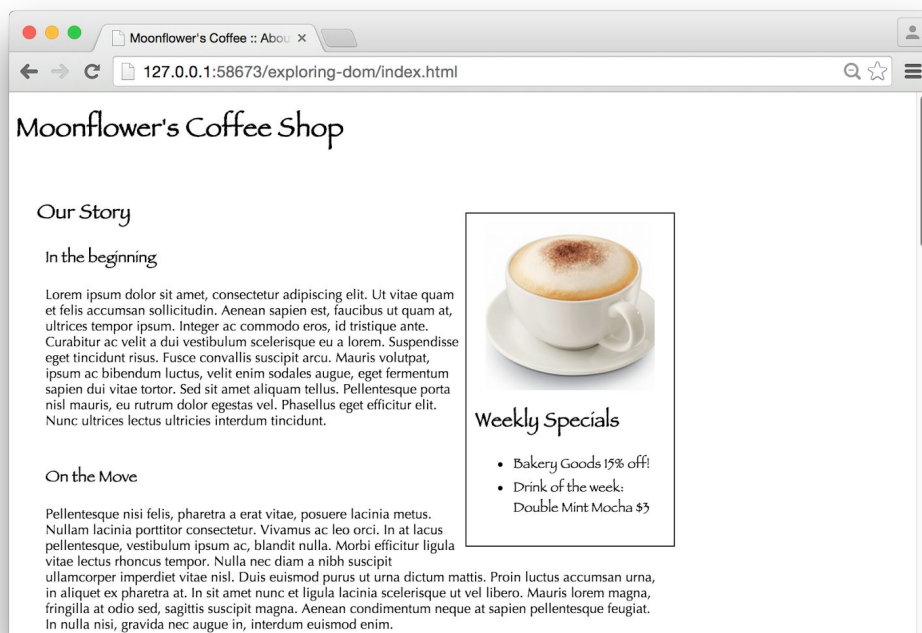 Moonflower's Coffee :: Abou
127.0.0.1:58673/exploring-dom/index.html
Moonflower's Coffee Shop
Our Story
In the beginning
Lorem ipsum dolor sit amet, consectetur adipiscing elit. Ut vitae quam
et felis accumsan sollicitudin. Aenean sapien est, faucibus ut quam at,
ultrices tempor ipsum. Integer ac commodo eros, id tristique ante.
Curabitur ac velit a dui vestibulum scelerisque eu a lorem. Suspendisse
eget tincidunt risus. Fusce convallis suscipit arcu. Mauris volutpat,
ipsum ac bibendum luctus, velit enim sodales augue, eget fermentum
sapien dui vitae tortor. Sed sit amet aliquam tellus. Pellentesque porta
nisl mauris, eu rutrum dolor egestas vel. Phasellus eget efficitur elit.
Nunc ultrices lectus ultricies interdum tincidunt.
Weekly Specials
Bakery Goods 15% off!
Drink of the week:
Double Mint Mocha $3
On the Move
Pellentesque nisi felis, pharetra a erat vitae, posuere lacinia metus.
Nullam lacinia porttitor consectetur. Vivamus ac leo orci. In at lacus
pellentesque, vestibulum ipsum ac, blandit nulla. Morbi efficitur ligula
vitae lectus rhoncus tempor. Nulla nec diam a nibh suscipit
ullamcorper imperdiet vitae nisl. Duis euismod purus ut urna dictum mattis. Proin luctus accumsan urna,
in aliquet ex pharetra at. In sit amet nunc et ligula lacinia scelerisque ut vel libero. Mauris lorem magna,
fringilla at odio sed, sagittis suscipit magna. Aenean condimentum neque at sapien pellentesque feugiat.
In nulla nisi, gravida nec augue in, interdum euismod enim.